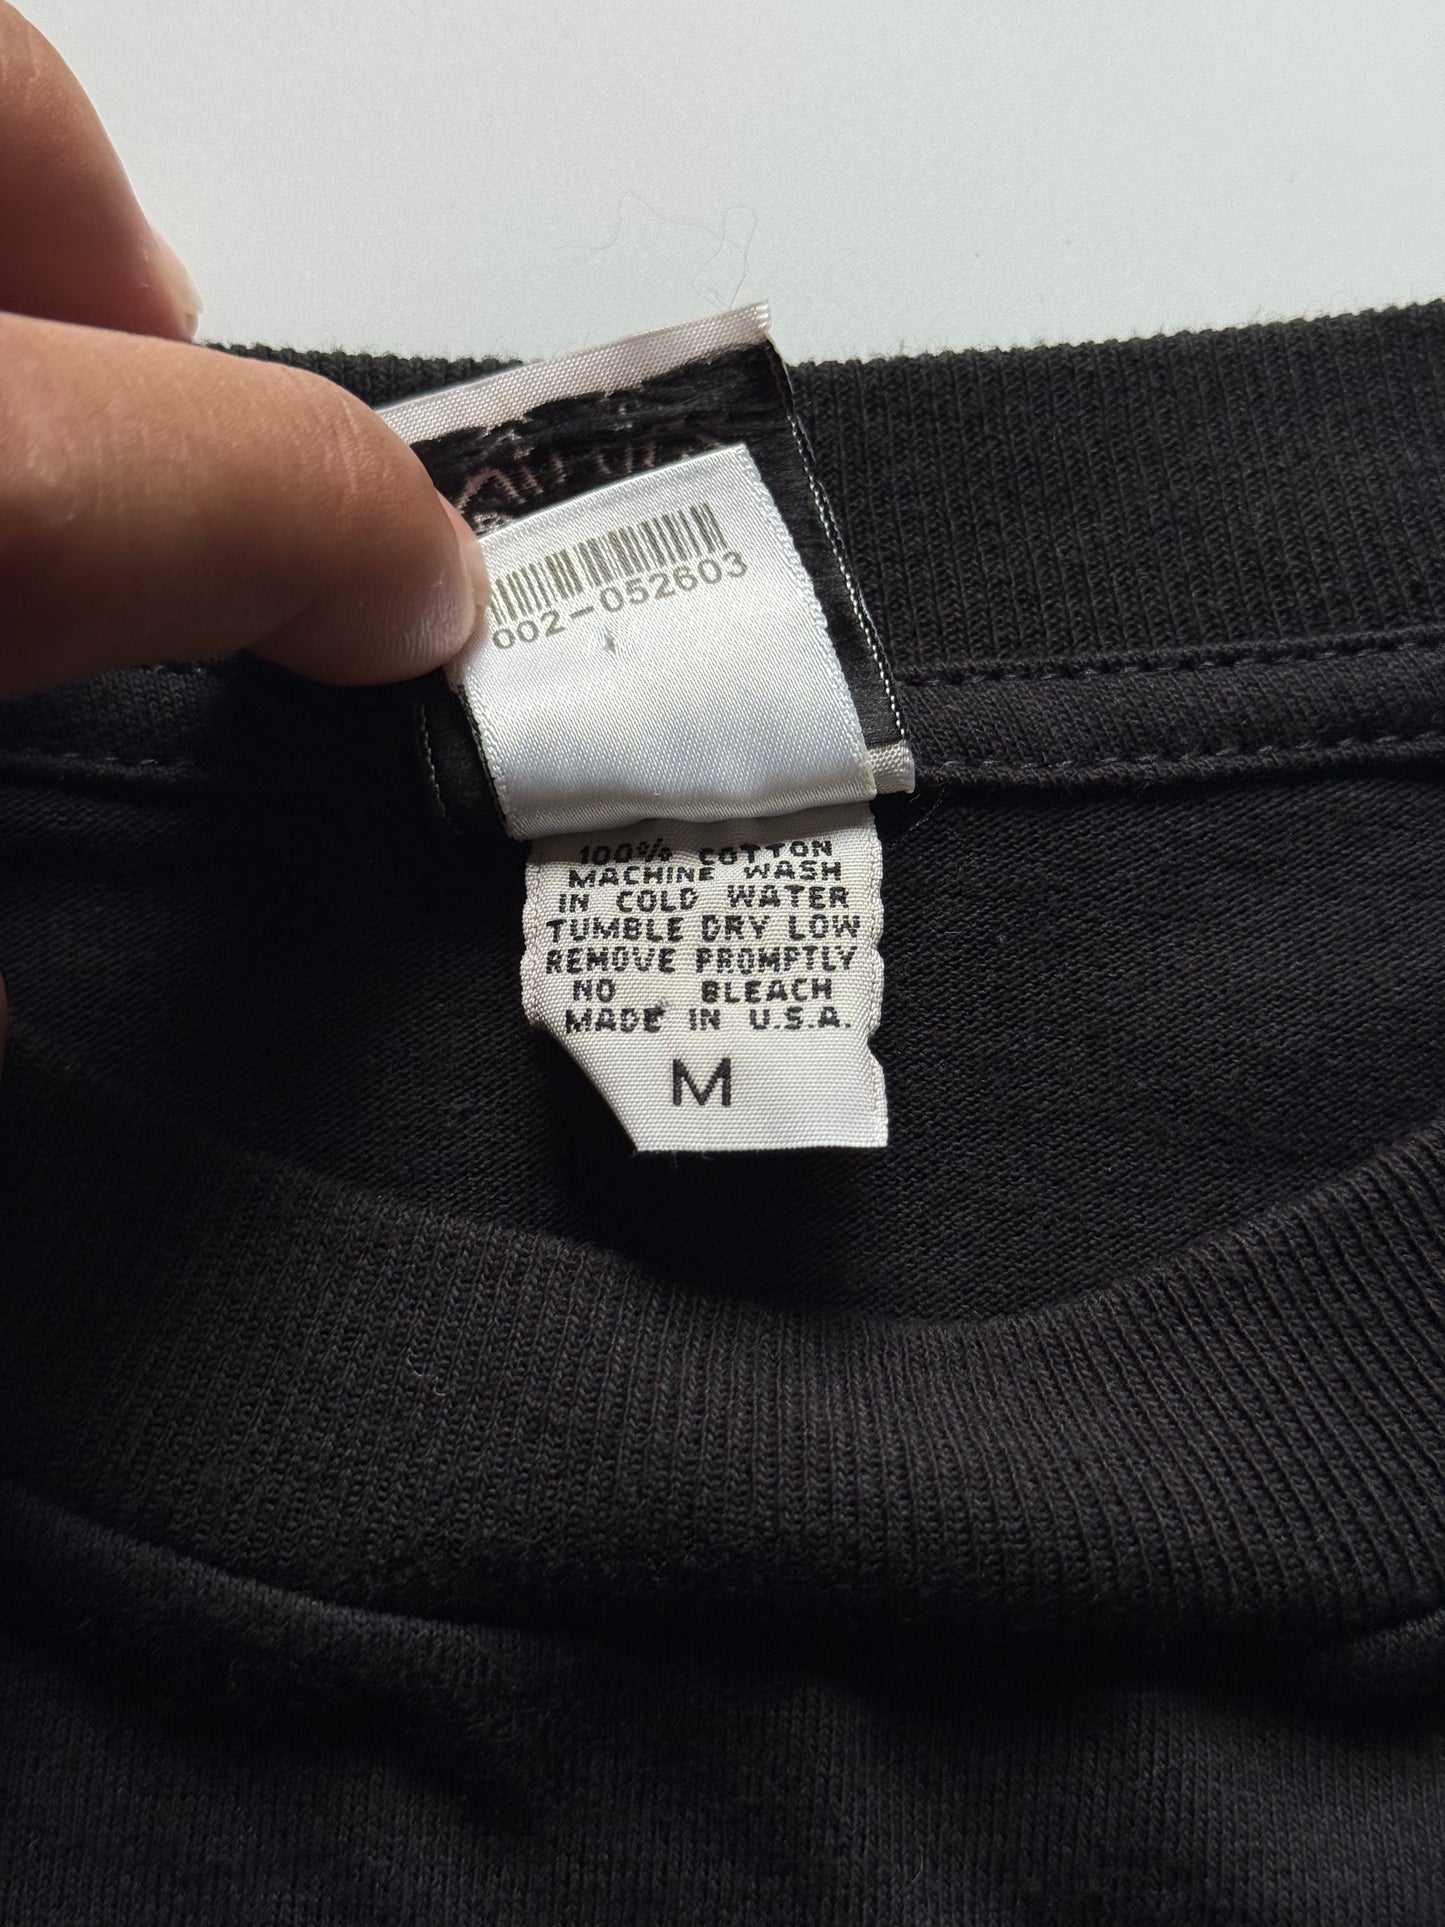 002-052603
100% COTTON
MACHINE WASH
IN COLD WATER
TUMBLE DRY LOW
REMOVE PROMPTLY
NO BLEACH
MADE IN U.S.A.
M